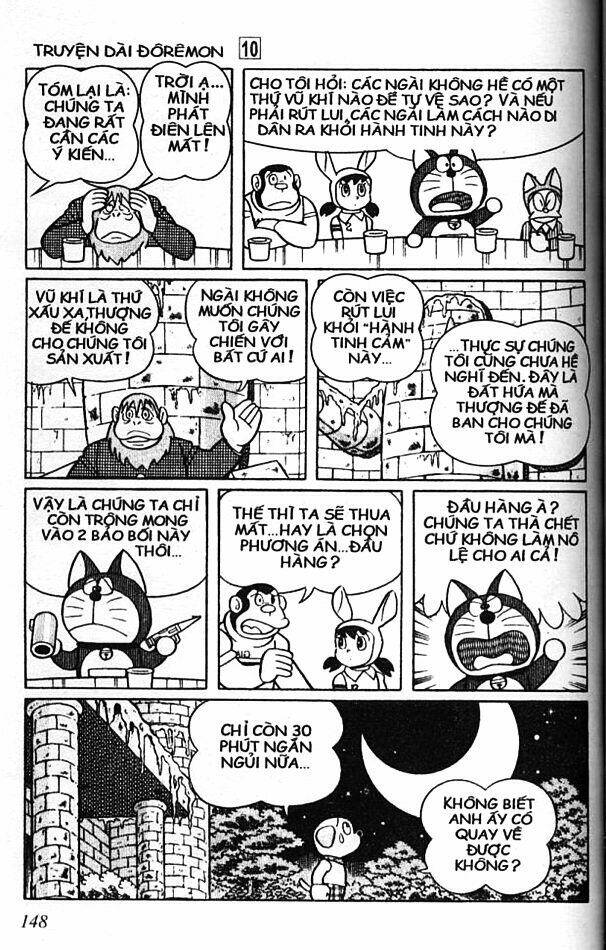 TRUYỆN DÀI ĐÔRÊMON 10
TÓM LẠI LÀ:
CHÚNG TA
ĐANG RẤT
CẦN CÁC
Ý KIẾN...
TRỜI Ạ...
MÌNH
PHÁT
ĐIÊN LÊN
MẤT!
CHO TÔI HỎI: CÁC NGÀI KHÔNG HỀ CÓ MỘT
THỨ VŨ KHÍ NÀO ĐỂ TỰ VỆ SAO? VÀ NẾU
PHẢI RÚT LUI, CÁC NGÀI LÀM CÁCH NÀO DI
DÂN RA KHỎI HÀNH TINH NÀY?
VŨ KHÍ LÀ THỨ
XẤU XA, THƯỢNG
ĐẾ KHÔNG
CHO CHÚNG TÔI
SẢN XUẤT!
NGÀI KHÔNG
MUỐN CHÚNG
TÔI GÂY
CHIẾN VỚI
BẤT CỨ AI!
CÒN VIỆC
RÚT LUI
KHỎI “HÀNH
TINH CẢM”
NÀY...
...THỰC SỰ CHÚNG
TÔI CŨNG CHƯA HỀ
NGHĨ ĐẾN. ĐÂY LÀ
ĐẤT HỨA MÀ
THƯỢNG ĐẾ ĐÃ
BAN CHO CHÚNG
TÔI MÀ!
VẬY LÀ CHÚNG TA CHỈ
CÒN TRÔNG MONG
VÀO 2 BẢO BỐI NÀY
THÔI...
THẾ THÌ TA SẼ THUA
MẤT...HAY LÀ CHỌN
PHƯƠNG ÁN...ĐẦU
HÀNG?
ĐẦU HÀNG À?
CHÚNG TA THÀ CHẾT
CHỨ KHÔNG LÀM NÔ
LỆ CHO AI CẢ!
CHỈ CÒN 30
PHÚT NGẮN
NGỦI NỮA...
KHÔNG BIẾT
ANH ẤY CÓ
QUAY VỀ
ĐƯỢC
KHÔNG?
148